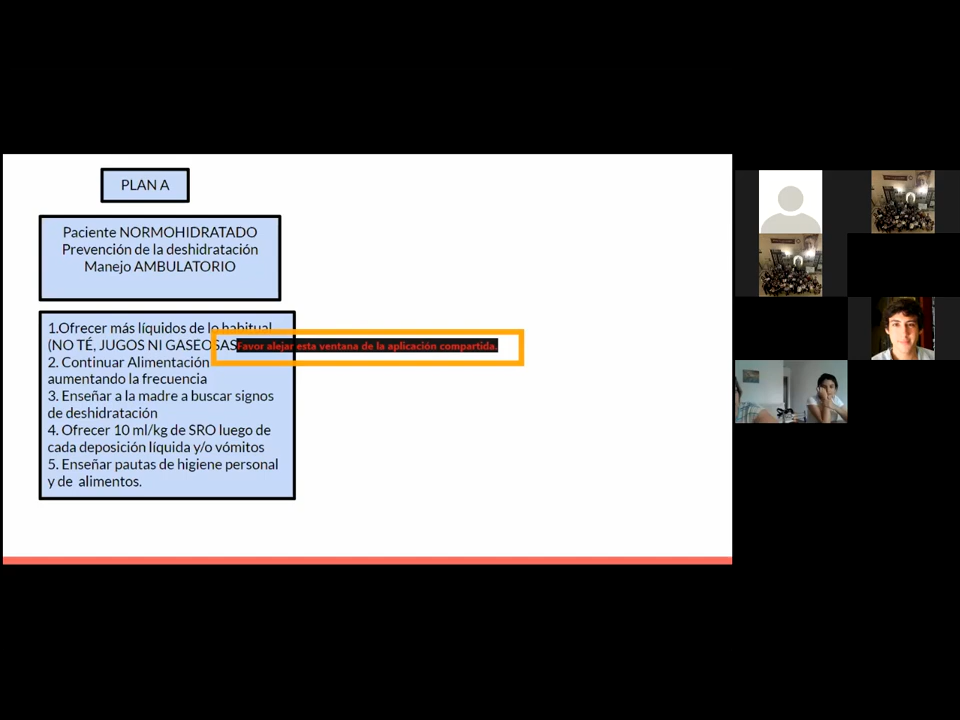 PLAN A
Paciente NORMOHIDRATADO
Prevención de la deshidratación
Manejo AMBULATORIO
1.Ofrecer más líquidos de lo habitual
(NO TÉ, JUGOS NI GASEOSAS
Favor alejar esta ventana de la aplicación compartida.
2. Continuar Alimentación
aumentando la frecuencia
3. Enseñar a la madre a buscar signos
de deshidratación
4. Ofrecer 10 ml/kg de SRO luego de
cada deposición líquida y/o vómitos
5. Enseñar pautas de higiene personal
y de alimentos.